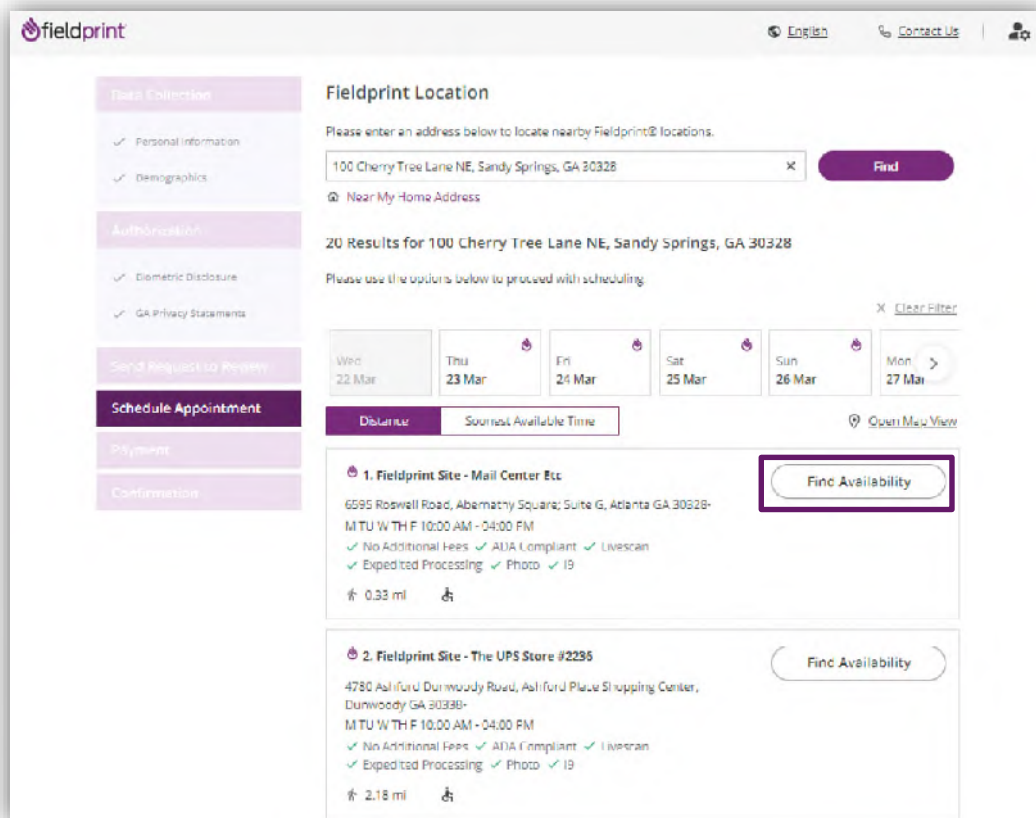 fieldprint
English
Contact Us
Data Collection
Personal Information
Demographics
Authorization
Biometric Disclosure
GA Privacy Statements
Send Request to Review
Schedule Appointment
Payment
Confirmation
Fieldprint Location
Please enter an address below to locate nearby Fieldprint® locations.
100 Cherry Tree Lane NE, Sandy Springs, GA 30328
Find
Near My Home Address
20 Results for 100 Cherry Tree Lane NE, Sandy Springs, GA 30328
Please use the options below to proceed with scheduling
Clear Filter
Wed
22 Mar
Thu
23 Mar
Fri
24 Mar
Sat
25 Mar
Sun
26 Mar
Mon
27 Mar
Distance
Soonest Available Time
Open Map View
1. Fieldprint Site - Mail Center Etc
Find Availability
6595 Roswell Road, Abernathy Square; Suite G, Atlanta GA 30328-
M TU W TH F 10:00 AM - 04:00 PM
No Additional Fees ADA Compliant Livescan
Expedited Processing Photo I9
0.33 mi
2. Fieldprint Site - The UPS Store #2236
Find Availability
4780 Ashford Dunwoody Road, Ashford Place Shopping Center,
Dunwoody GA 30338-
M TU W TH F 10:00 AM - 04:00 PM
No Additional Fees ADA Compliant Livescan
Expedited Processing Photo I9
2.18 mi